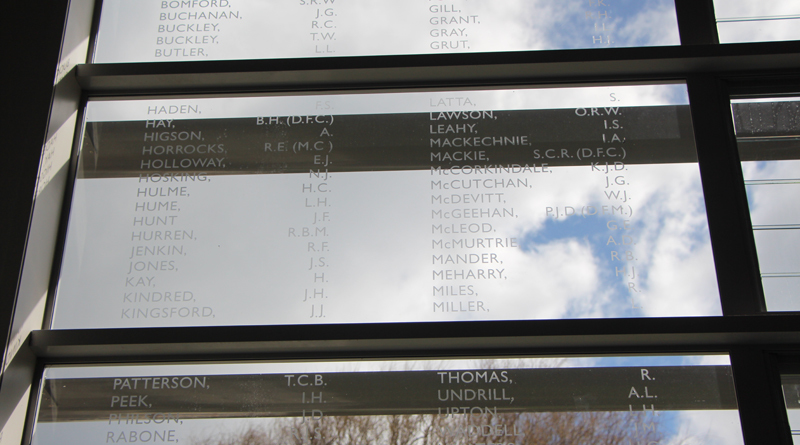 BOMFORD, S.R.W
BUCHANAN, J.G.
BUCKLEY, R.C.
BUCKLEY, T.W.
BUTLER, L.L.
GILL,
GRANT,
GRAY,
GRUT,
HADEN, F.S.
HAY, B.H. (D.F.C.)
HIGSON, A.
HORROCKS, R.E. (M.C)
HOLLOWAY, E.J.
HOSKING, N.J.
HULME, H.C.
HUME, L.H.
HUNT J.F.
HURREN, R.B.M.
JENKIN, R.F.
JONES, J.S.
KAY, H.
KINDRED, J.H.
KINGSFORD, J.J.
LATTA, S.
LAWSON, O.R.W.
LEAHY, I.S.
MACKECHNIE, I.A.
MACKIE, S.C.R. (D.F.C.)
McCORKINDALE, K.J.D.
McCUTCHAN, J.G.
McDEVITT, W.J.
McGEEHAN, P.J.D. (D.F.M.)
McLEOD,
McMURTRIE
MANDER, R.B.
MEHARRY, H.J.
MILES, R.
MILLER,
PATTERSON, T.C.B.
PEEK, I.H.
PHILSON, J.D.
RABONE,
THOMAS, R.
UNDRILL, A.L.
UPTON, L.H.